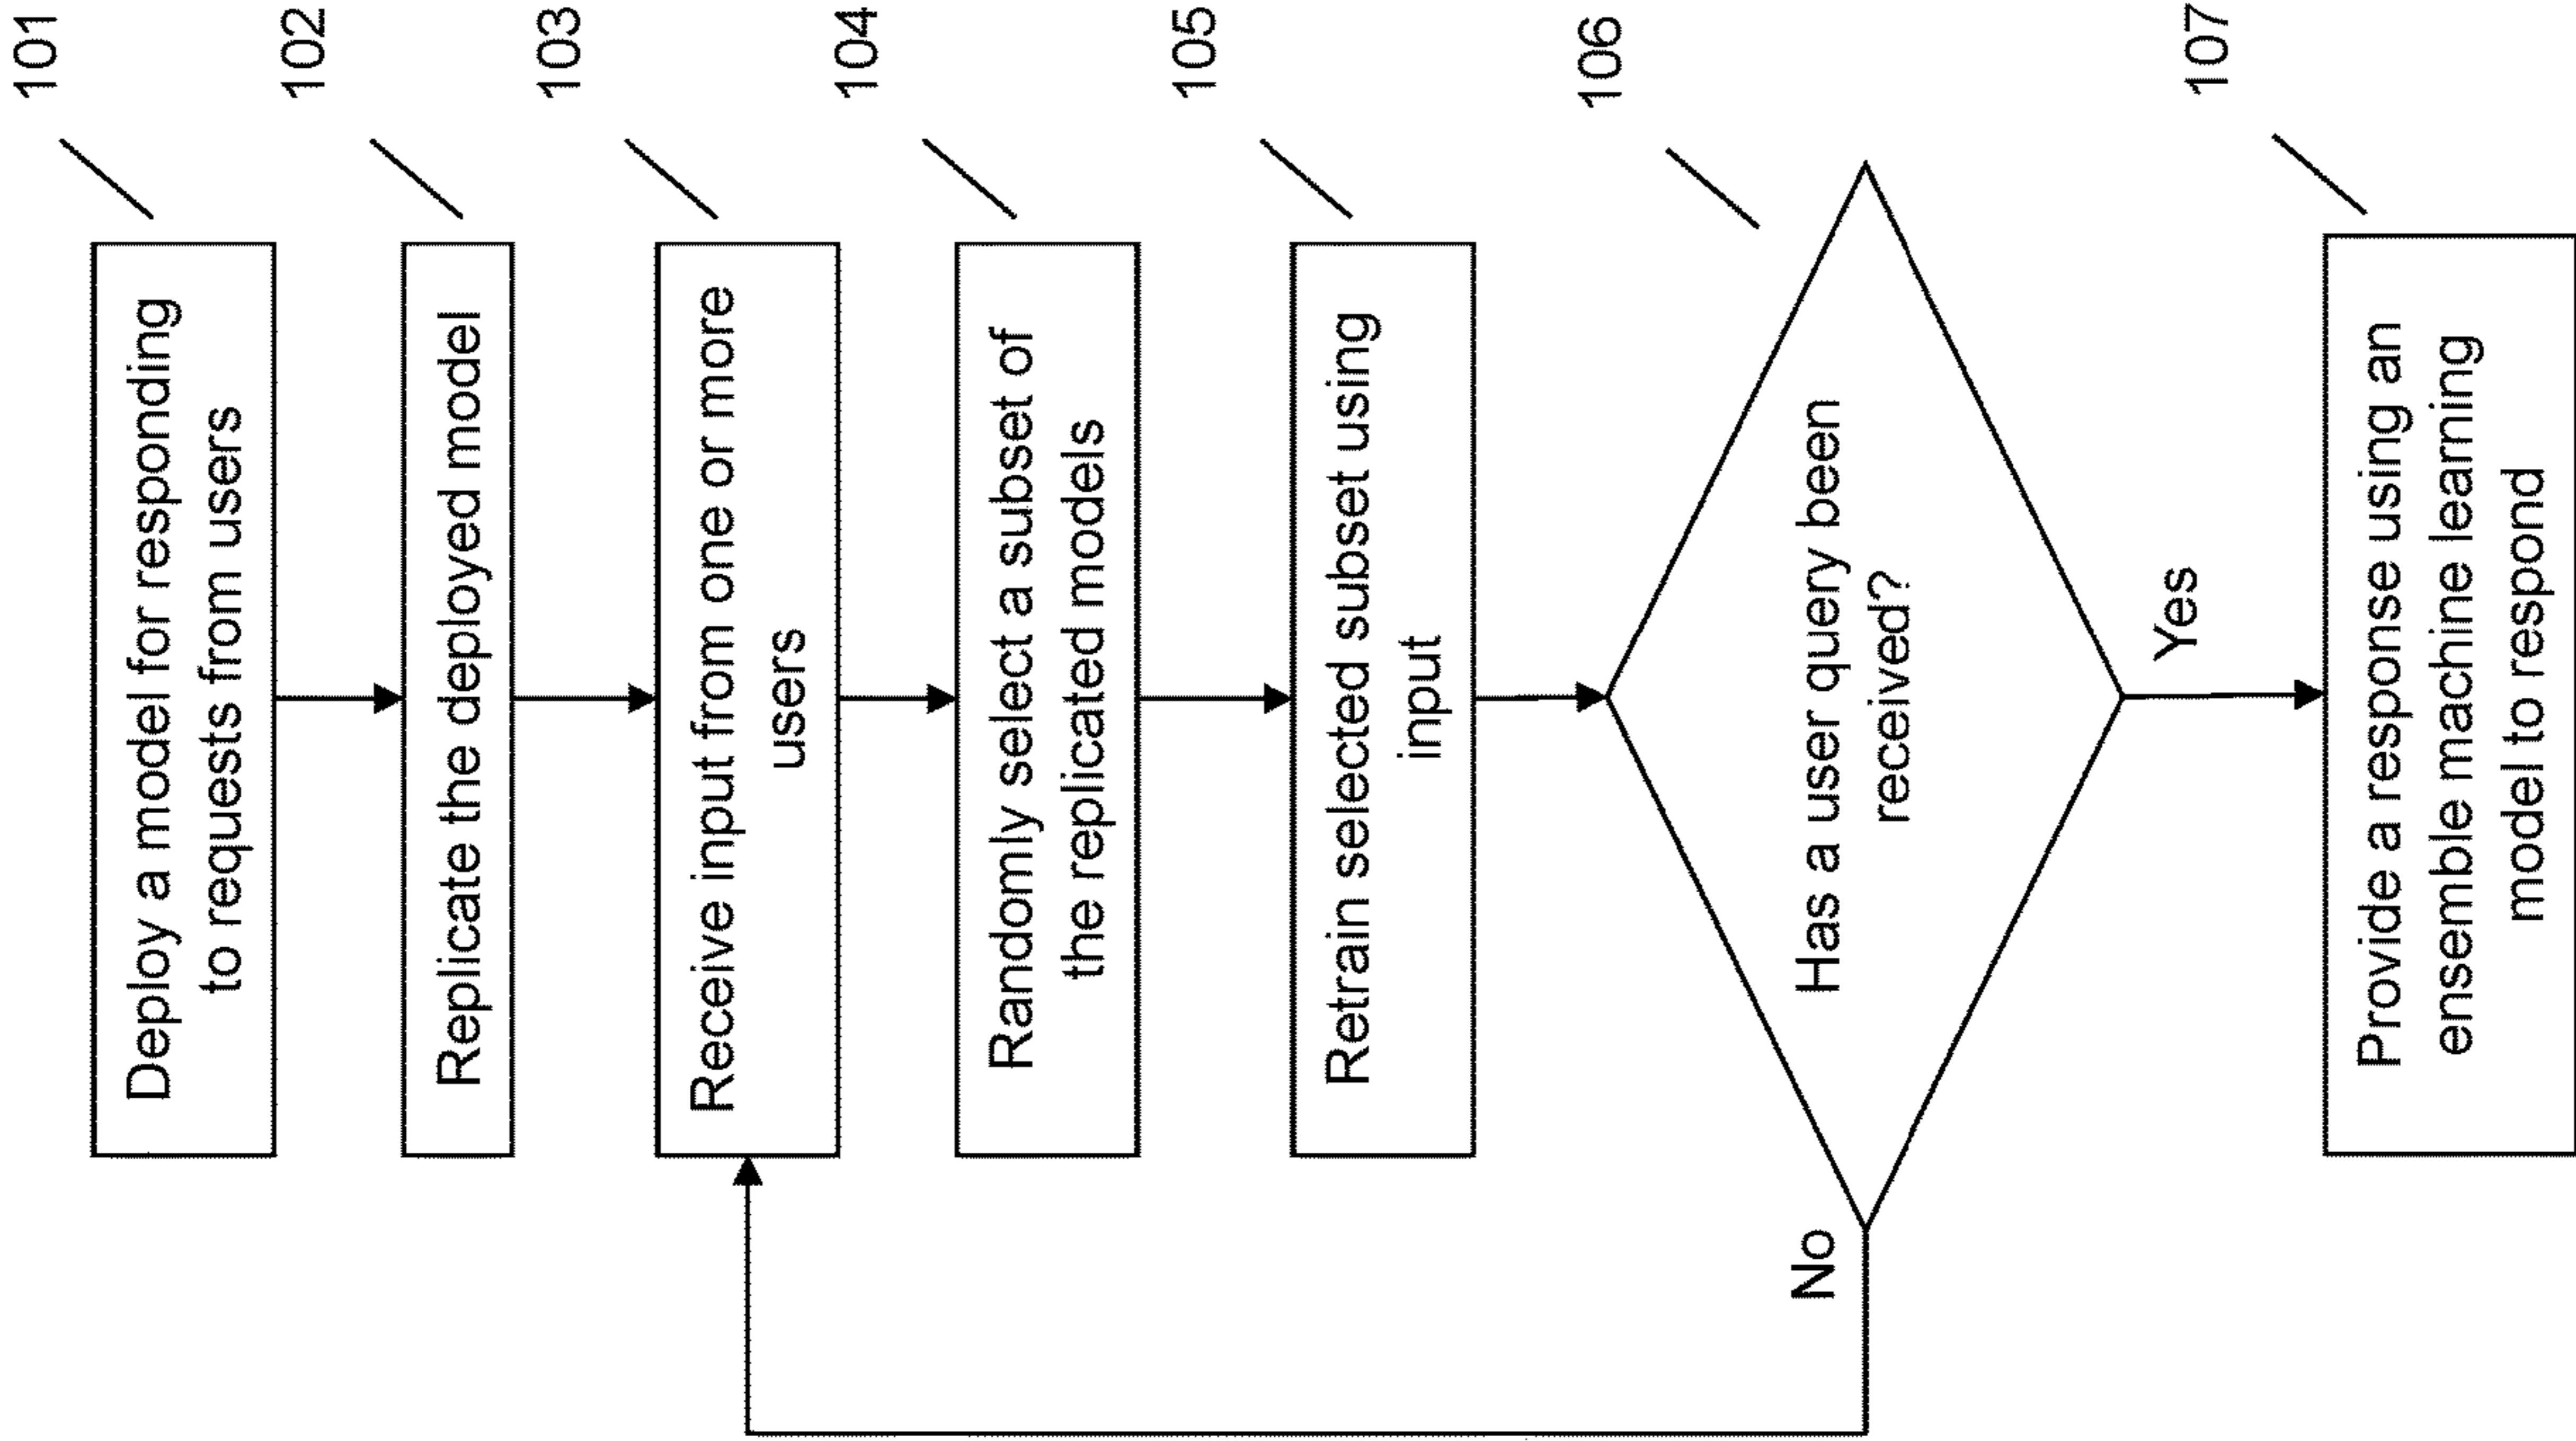 101
Deploy a model for responding
to requests from users
102
Replicate the deployed model
103
Receive input from one or more
users
104
Randomly select a subset of
the replicated models
105
Retrain selected subset using
input
106
Has a user query been
received?
No
Yes
107
Provide a response using an
ensemble machine learning
model to respond